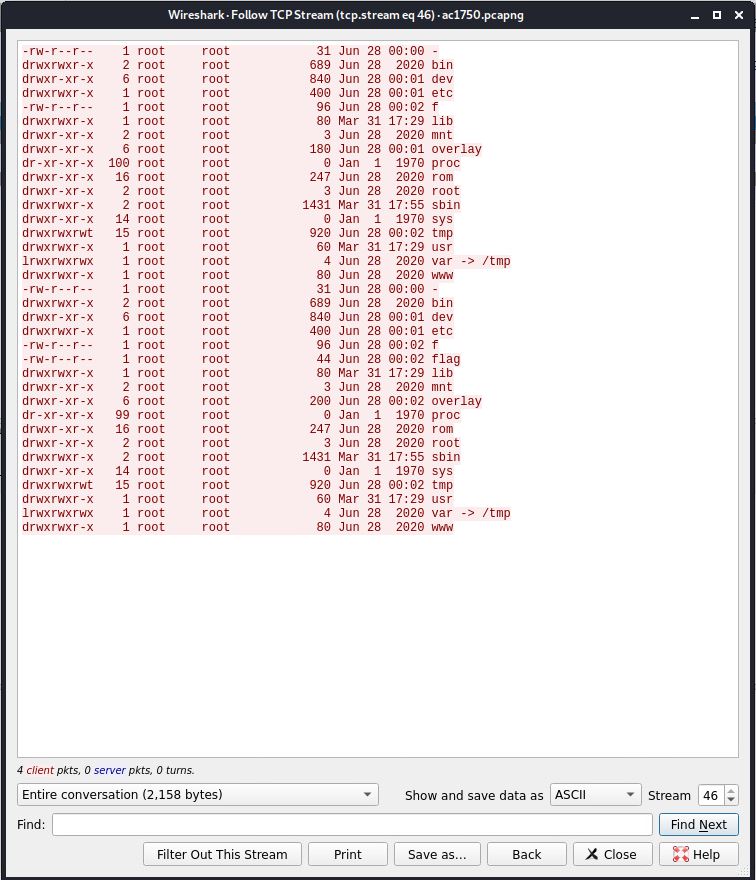 Wireshark · Follow TCP Stream (tcp.stream eq 46) · ac1750.pcapng
-rw-r--r--    1 root     root            31 Jun 28 00:00 -
drwxrwxr-x    2 root     root           689 Jun 28  2020 bin
drwxr-xr-x    6 root     root           840 Jun 28 00:01 dev
drwxrwxr-x    1 root     root           400 Jun 28 00:01 etc
-rw-r--r--    1 root     root            96 Jun 28 00:02 f
drwxrwxr-x    1 root     root            80 Mar 31 17:29 lib
drwxr-xr-x    2 root     root             3 Jun 28  2020 mnt
drwxr-xr-x    6 root     root           180 Jun 28 00:01 overlay
dr-xr-xr-x  100 root     root             0 Jan  1  1970 proc
drwxr-xr-x   16 root     root           247 Jun 28  2020 rom
drwxr-xr-x    2 root     root             3 Jun 28  2020 root
drwxrwxr-x    2 root     root          1431 Mar 31 17:55 sbin
drwxr-xr-x   14 root     root             0 Jan  1  1970 sys
drwxrwxrwt   15 root     root           920 Jun 28 00:02 tmp
drwxrwxr-x    1 root     root            60 Mar 31 17:29 usr
lrwxrwxrwx    1 root     root             4 Jun 28  2020 var -> /tmp
drwxrwxr-x    1 root     root            80 Jun 28  2020 www
-rw-r--r--    1 root     root            31 Jun 28 00:00 -
drwxrwxr-x    2 root     root           689 Jun 28  2020 bin
drwxr-xr-x    6 root     root           840 Jun 28 00:01 dev
drwxrwxr-x    1 root     root           400 Jun 28 00:01 etc
-rw-r--r--    1 root     root            96 Jun 28 00:02 f
-rw-r--r--    1 root     root            44 Jun 28 00:02 flag
drwxrwxr-x    1 root     root            80 Mar 31 17:29 lib
drwxr-xr-x    2 root     root             3 Jun 28  2020 mnt
drwxr-xr-x    6 root     root           200 Jun 28 00:02 overlay
dr-xr-xr-x   99 root     root             0 Jan  1  1970 proc
drwxr-xr-x   16 root     root           247 Jun 28  2020 rom
drwxr-xr-x    2 root     root             3 Jun 28  2020 root
drwxrwxr-x    2 root     root          1431 Mar 31 17:55 sbin
drwxr-xr-x   14 root     root             0 Jan  1  1970 sys
drwxrwxrwt   15 root     root           920 Jun 28 00:02 tmp
drwxrwxr-x    1 root     root            60 Mar 31 17:29 usr
lrwxrwxrwx    1 root     root             4 Jun 28  2020 var -> /tmp
drwxrwxr-x    1 root     root            80 Jun 28  2020 www
4 client pkts, 0 server pkts, 0 turns.
Entire conversation (2,158 bytes) Show and save data as ASCII Stream 46
Find: Find Next
Filter Out This Stream Print Save as… Back Close Help